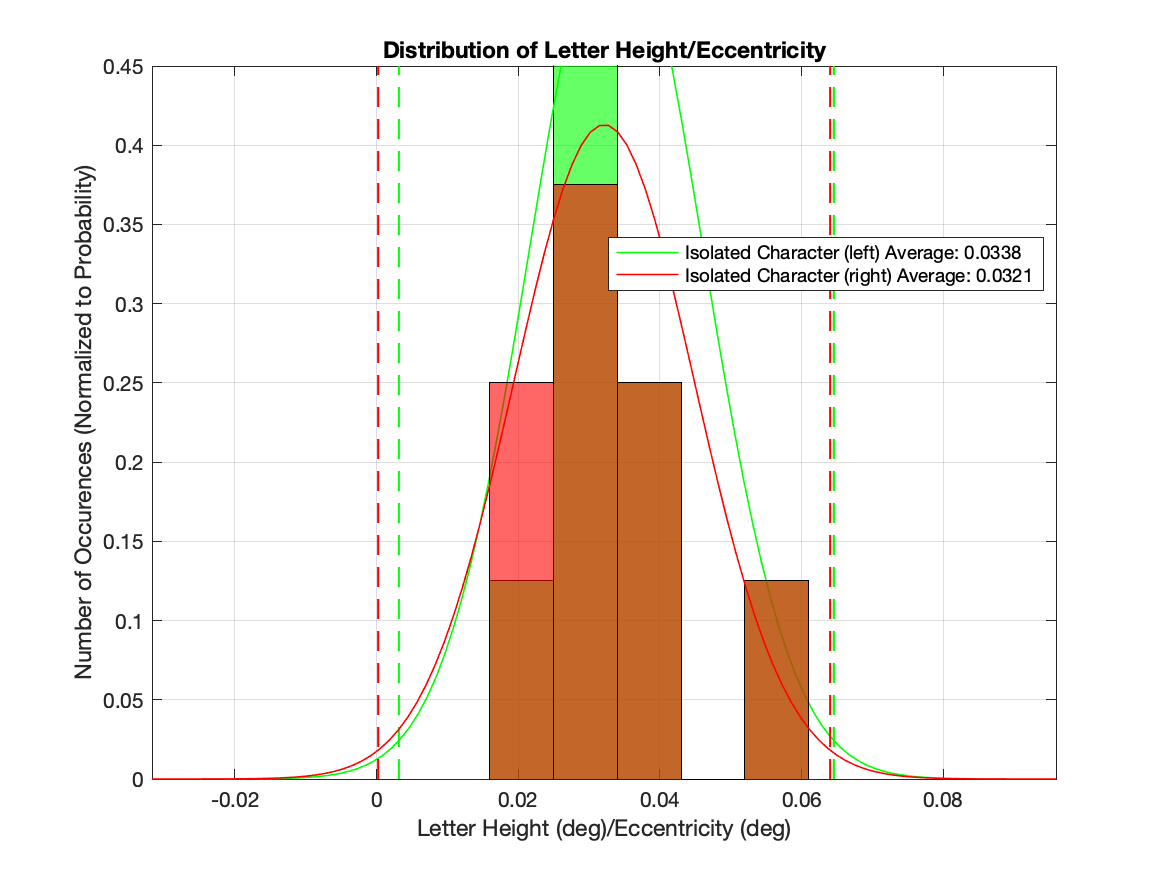 Distribution of Letter Height/Eccentricity
0.45
0.4
0.35
0.3
0.25
0.2
0.15
0.1
0.05
0
Number of Occurences (Normalized to Probability)
Isolated Character (left) Average: 0.0338
Isolated Character (right) Average: 0.0321
-0.02 0 0.02 0.04 0.06 0.08
Letter Height (deg)/Eccentricity (deg)